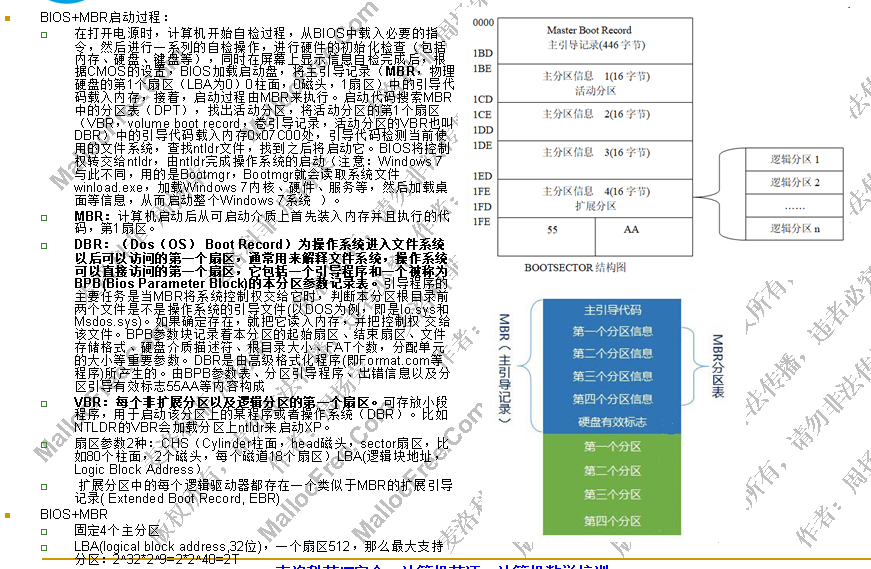 BIOS+MBR启动过程：
在打开电源时，计算机开始自检过程，从BIOS中载入必要的指
令，然后进行一系列的自检操作，进行硬件的初始化检查（包括
内存、硬盘、键盘等），同时在屏幕上显示信息自检完成后，根
据CMOS的设置，BIOS加载启动盘，将主引导记录（MBR，物理
硬盘的第1个扇区（LBA为0）0柱面，0磁头，1扇区）中的引导代
码载入内存，接着，启动过程由MBR来执行。启动代码搜索MBR
中的分区表（DPT），找出活动分区，将活动分区的第1个扇区
（VBR，volume boot record，卷引导记录，活动分区的VBR也叫
DBR）中的引导代码载入内存0x07C00处，引导代码检测当前使
用的文件系统，查找ntldr文件，找到之后将启动它。BIOS将控制
权转交给ntldr，由ntldr完成操作系统的启动（注意：Windows 7
与此不同，用的是Bootmgr，Bootmgr就会读取系统文件
winload.exe，加载Windows 7内核、硬件、服务等，然后加载桌
面等信息，从而启动整个Windows 7系统 ）。
MBR：计算机启动后从可启动介质上首先装入内存并且执行的代
码，第1扇区。
DBR：（Dos（OS） Boot Record）为操作系统进入文件系统
以后可以访问的第一个扇区，通常用来解释文件系统，操作系统
可以直接访问的第一个扇区，它包括一个引导程序和一个被称为
BPB(Bios Parameter Block)的本分区参数记录表。引导程序的
主要任务是当MBR将系统控制权交给它时，判断本分区根目录前
两个文件是不是操作系统的引导文件(以DOS为例，即是Io.sys和
Msdos.sys)。如果确定存在，就把它读入内存，并把控制权 交给
该文件。BPB参数块记录着本分区的起始扇区、结束扇区、文件
存储格式、硬盘介质描述符、根目录大小、FAT个数，分配单元
的大小等重要参数。DBR是由高级格式化程序(即Format.com等
程序)所产生的。由BPB参数表、分区引导程序、出错信息以及分
区引导有效标志55AA等内容构成
VBR：每个非扩展分区以及逻辑分区的第一个扇区。可存放小段
程序，用于启动该分区上的某程序或者操作系统（DBR）。比如
NTLDR的VBR会加载分区上ntldr来启动XP。
扇区参数2种：CHS（Cylinder柱面，head磁头，sector扇区，比
如80个柱面，2个磁头，每个磁道18个扇区）LBA(逻辑块地址，
Logic Block Address）
扩展分区中的每个逻辑驱动器都存在一个类似于MBR的扩展引导
记录( Extended Boot Record, EBR)
BIOS+MBR
固定4个主分区
LBA(logical block address,32位)，一个扇区512，那么最大支持
分区：2^32*2^9=2*2^40=2T
0000
Master Boot Record
主引导记录(446 字节)
1BD
1BE
主分区信息 1(16 字节)
活动分区
1CD
1CE
主分区信息 2(16 字节)
1DD
1DE
主分区信息 3(16 字节)
1ED
1FE
主分区信息 4(16 字节)
1FD
扩展分区
1FE
55
AA
BOOTSECTOR 结构图
逻辑分区 1
逻辑分区 2
……
逻辑分区 n
MBR（主引导记录）
主引导代码
第一个分区信息
第二个分区信息
第三个分区信息
第四个分区信息
硬盘有效标志
第一个分区
第二个分区
第三个分区
第四个分区
MBR分区表
MallocFree.Com